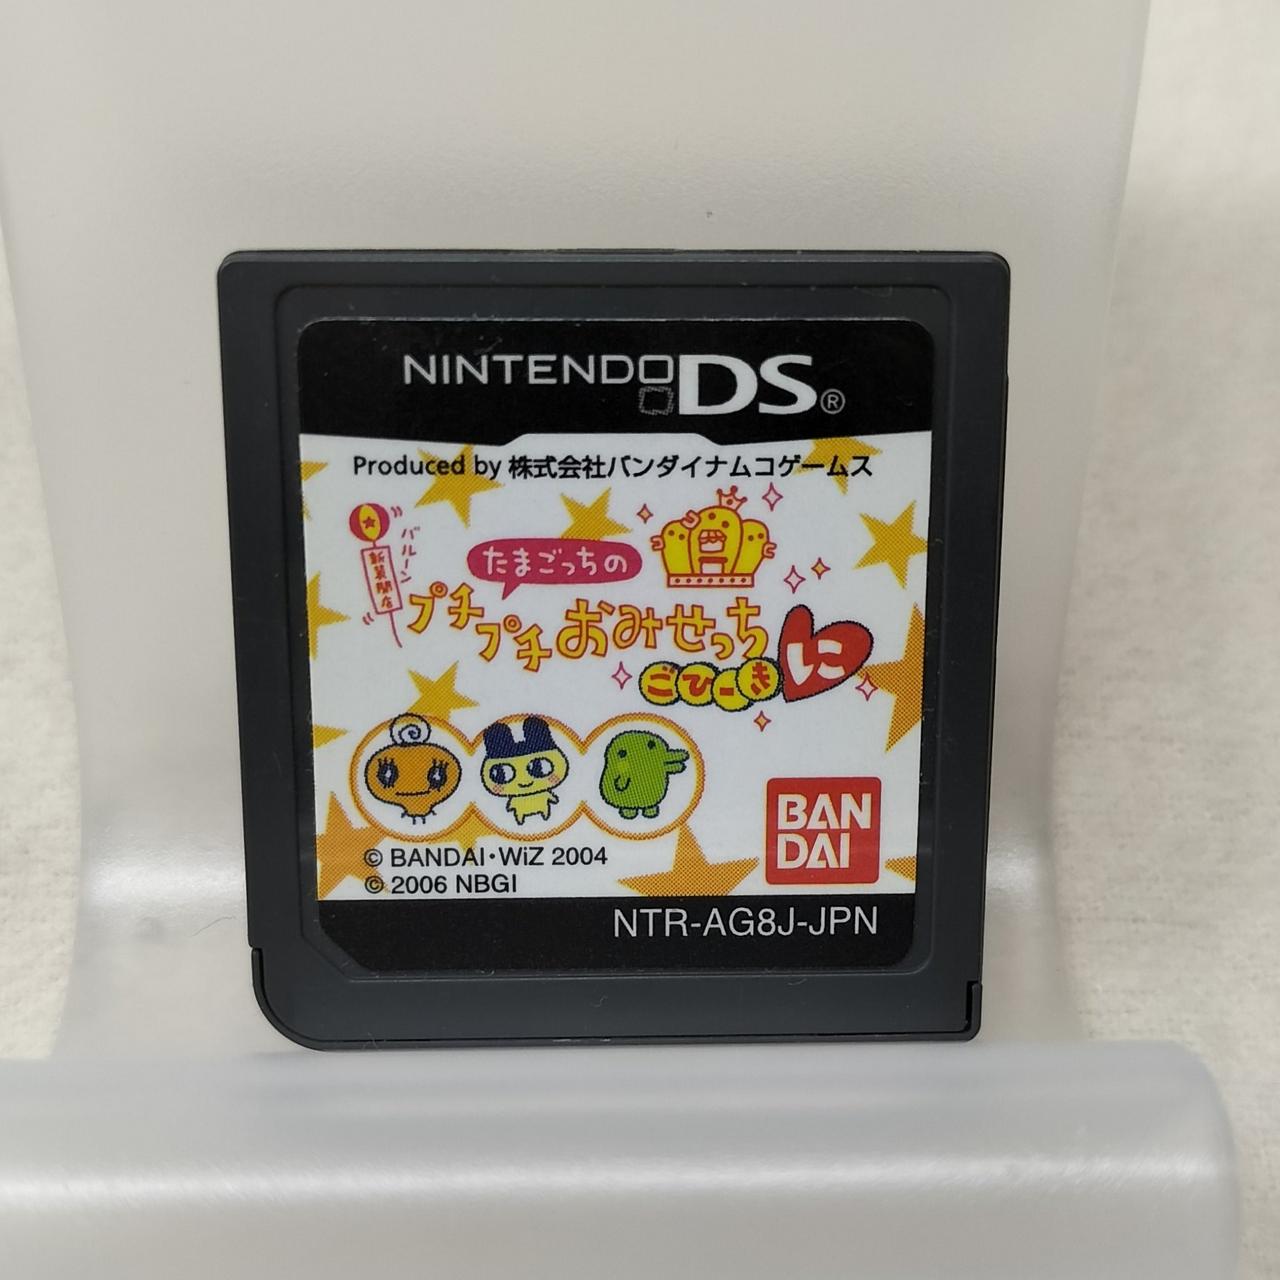 NINTENDO DS®
Produced by 株式会社バンダイナムコゲームス
バルーン
新装開店
たまごっちの
プチプチおみせっち
ごひーきに
© BANDAI・WiZ 2004
© 2006 NBGI
BAN
DAI
NTR-AG8J-JPN